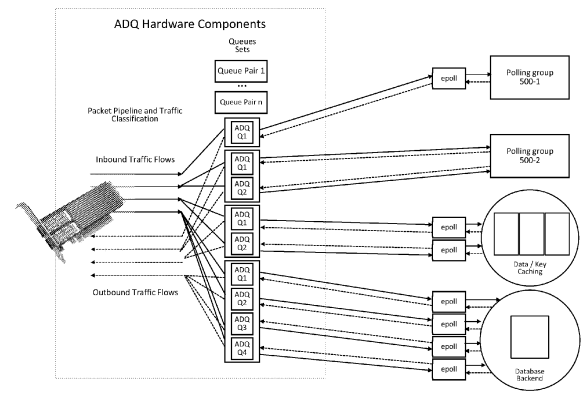 ADQ Hardware Components
Queues
Sets
Queue Pair 1
...
Queue Pair n
Packet Pipeline and Traffic
Classification
Inbound Traffic Flows
Outbound Traffic Flows
ADQ
Q1
ADQ
Q1
ADQ
Q2
ADQ
Q1
ADQ
Q2
ADQ
Q1
ADQ
Q2
ADQ
Q3
ADQ
Q4
epoll
epoll
epoll
epoll
epoll
epoll
epoll
Polling group
500-1
Polling group
500-2
Data / Key
Caching
Database
Backend